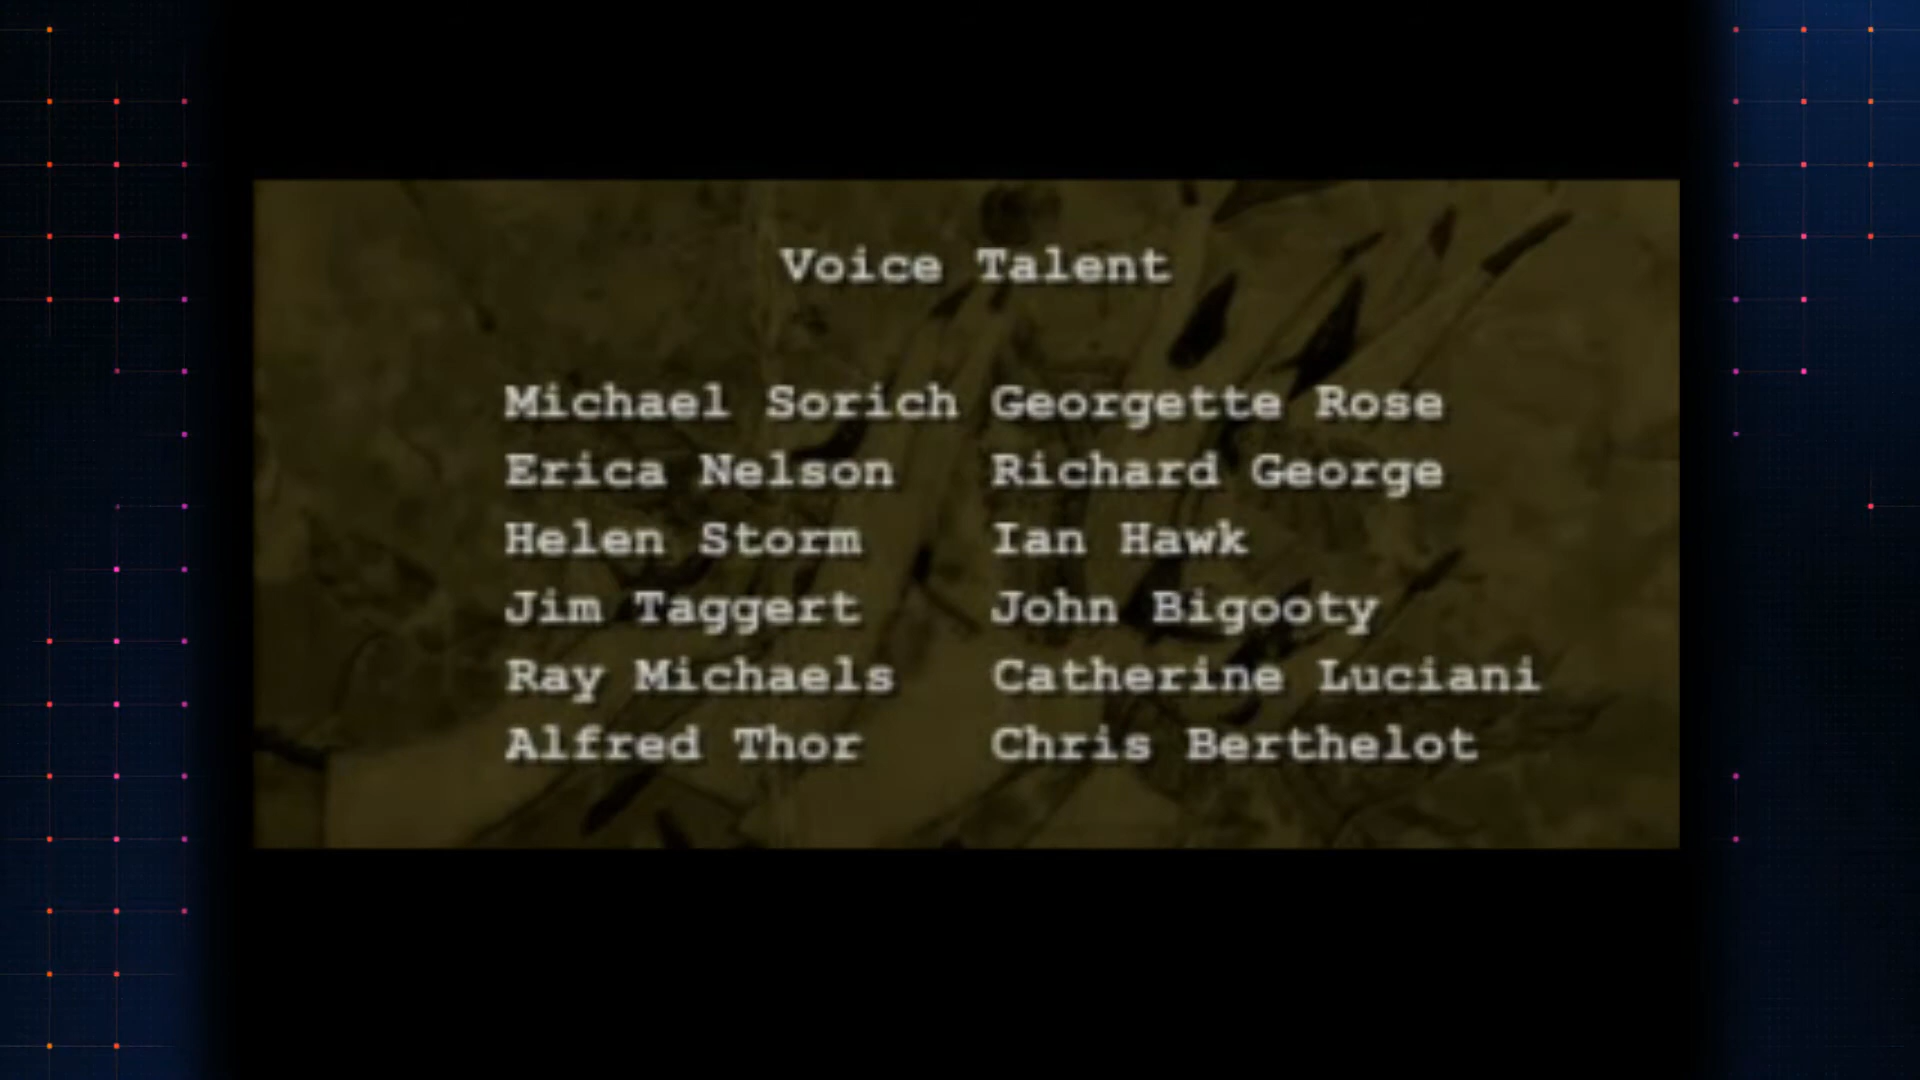 Voice Talent
Michael Sorich Georgette Rose
Erica Nelson Richard George
Helen Storm Ian Hawk
Jim Taggert John Bigooty
Ray Michaels Catherine Luciani
Alfred Thor Chris Berthelot